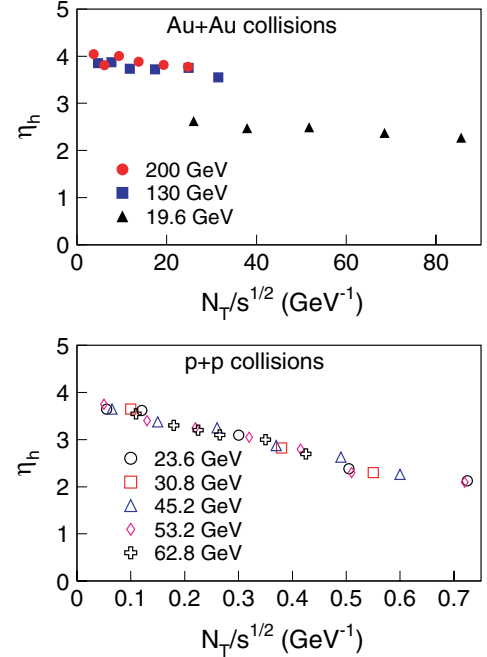 Au+Au collisions
5
4
3
2
1
0
η_h
200 GeV
130 GeV
19.6 GeV
0 20 40 60 80
N_T/s^{1/2} (GeV^{-1})
p+p collisions
5
4
3
2
1
0
η_h
23.6 GeV
30.8 GeV
45.2 GeV
53.2 GeV
62.8 GeV
0 0.1 0.2 0.3 0.4 0.5 0.6 0.7
N_T/s^{1/2} (GeV^{-1})